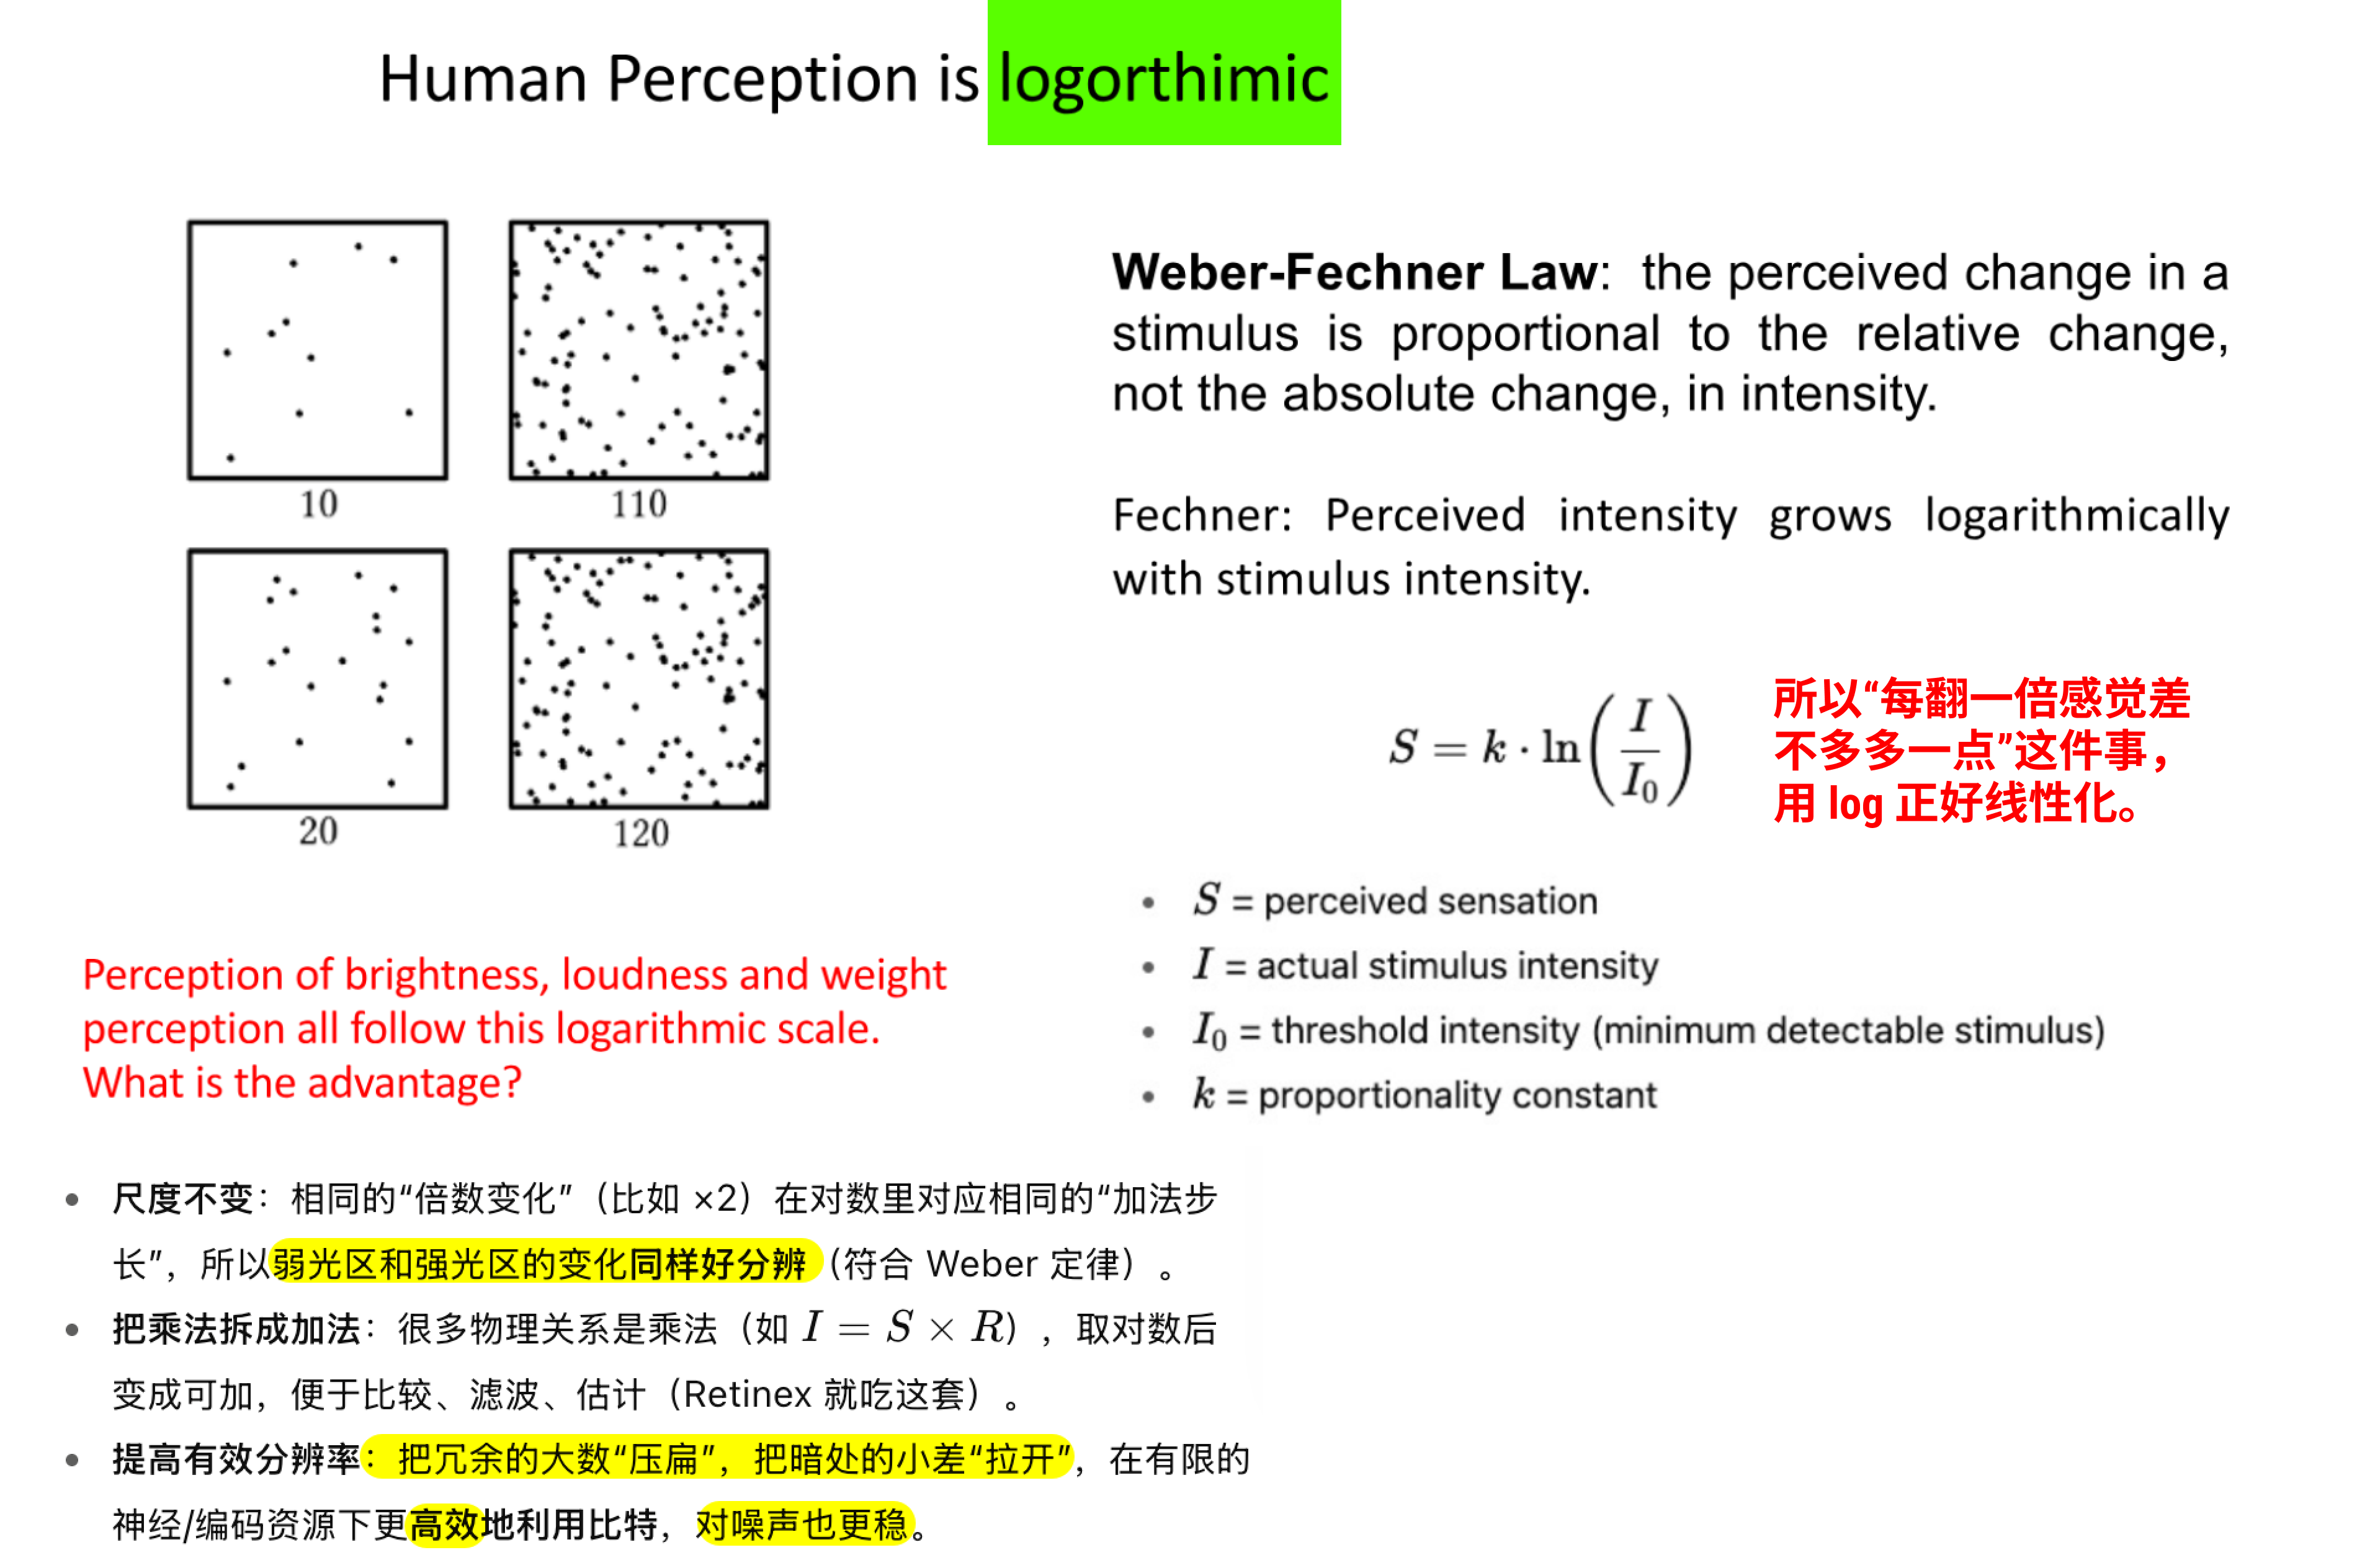 Human Perception is logorthimic
10
110
20
120
Weber-Fechner Law: the perceived change in a
stimulus is proportional to the relative change,
not the absolute change, in intensity.
Fechner: Perceived intensity grows logarithmically
with stimulus intensity.
S = k · ln(I/I₀)
所以“每翻一倍感觉差
不多多一点”这件事，
用 log 正好线性化。
• S = perceived sensation
• I = actual stimulus intensity
• I₀ = threshold intensity (minimum detectable stimulus)
• k = proportionality constant
Perception of brightness, loudness and weight
perception all follow this logarithmic scale.
What is the advantage?
• 尺度不变：相同的“倍数变化”（比如 ×2）在对数里对应相同的“加法步
长”，所以弱光区和强光区的变化同样好分辨（符合 Weber 定律）。
• 把乘法拆成加法：很多物理关系是乘法（如 I = S × R），取对数后
变成可加，便于比较、滤波、估计（Retinex 就吃这套）。
• 提高有效分辨率：把冗余的大数“压扁”，把暗处的小差“拉开”，在有限的
神经/编码资源下更高效地利用比特，对噪声也更稳。